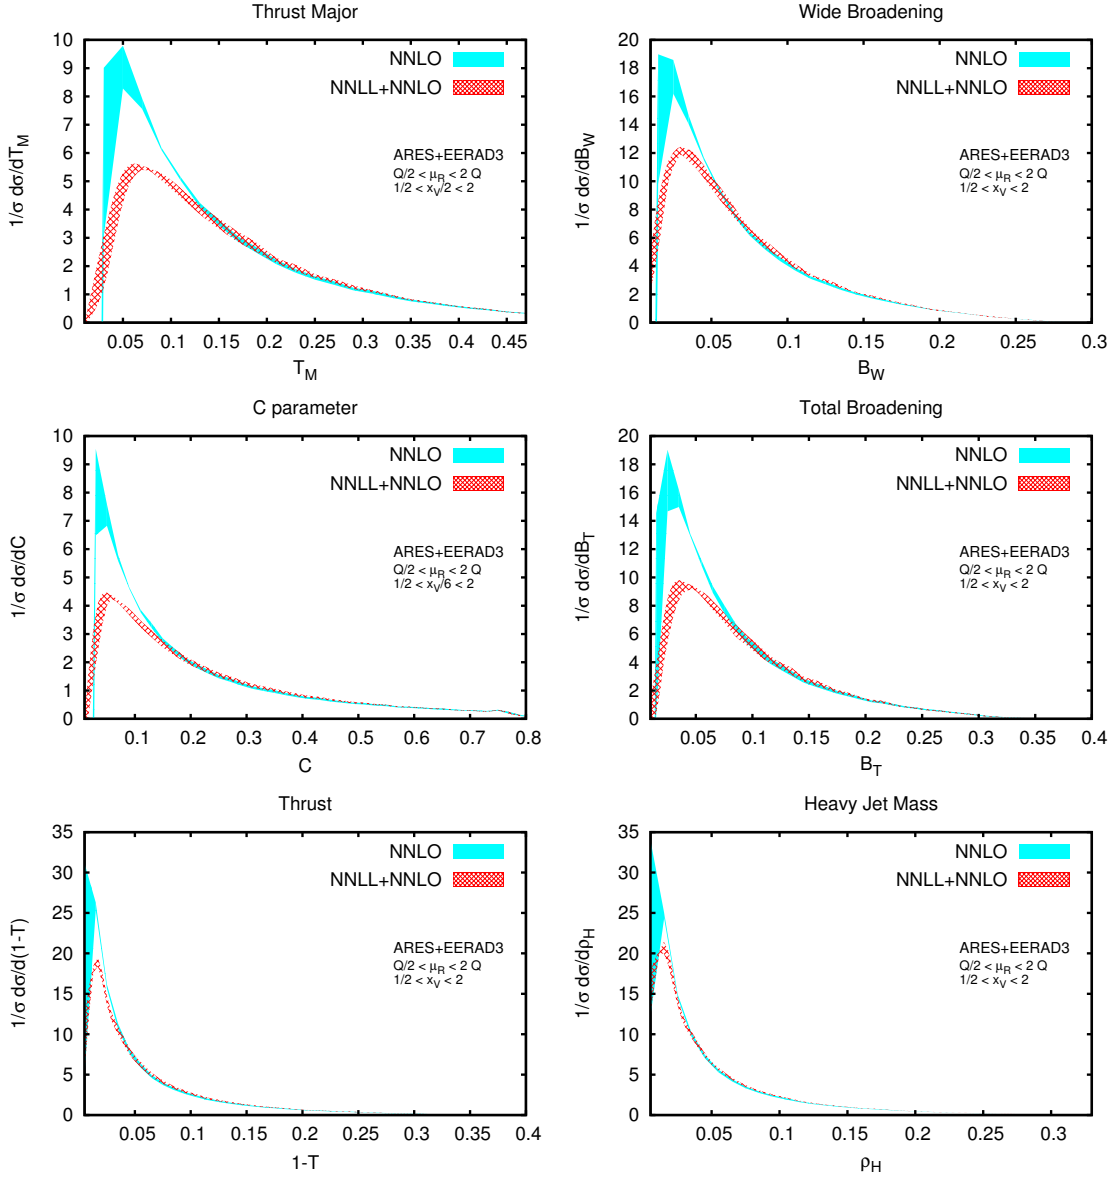 Thrust Major
10
9
8
7
6
5
4
3
2
1
0
1/σ dσ/dT_M
NNLO
NNLL+NNLO
ARES+EERAD3
Q/2 < μ_R < 2 Q
1/2 < x_V/2 < 2
0.05 0.1 0.15 0.2 0.25 0.3 0.35 0.4 0.45
T_M
Wide Broadening
20
18
16
14
12
10
8
6
4
2
0
1/σ dσ/dB_W
NNLO
NNLL+NNLO
ARES+EERAD3
Q/2 < μ_R < 2 Q
1/2 < x_V < 2
0.05 0.1 0.15 0.2 0.25 0.3
B_W
C parameter
10
9
8
7
6
5
4
3
2
1
0
1/σ dσ/dC
NNLO
NNLL+NNLO
ARES+EERAD3
Q/2 < μ_R < 2 Q
1/2 < x_V/6 < 2
0.1 0.2 0.3 0.4 0.5 0.6 0.7 0.8
C
Total Broadening
20
18
16
14
12
10
8
6
4
2
0
1/σ dσ/dB_T
NNLO
NNLL+NNLO
ARES+EERAD3
Q/2 < μ_R < 2 Q
1/2 < x_V < 2
0.05 0.1 0.15 0.2 0.25 0.3 0.35 0.4
B_T
Thrust
35
30
25
20
15
10
5
0
1/σ dσ/d(1-T)
NNLO
NNLL+NNLO
ARES+EERAD3
Q/2 < μ_R < 2 Q
1/2 < x_V < 2
0.05 0.1 0.15 0.2 0.25 0.3 0.35 0.4
1-T
Heavy Jet Mass
35
30
25
20
15
10
5
0
1/σ dσ/dρ_H
NNLO
NNLL+NNLO
ARES+EERAD3
Q/2 < μ_R < 2 Q
1/2 < x_V < 2
0.05 0.1 0.15 0.2 0.25 0.3
ρ_H